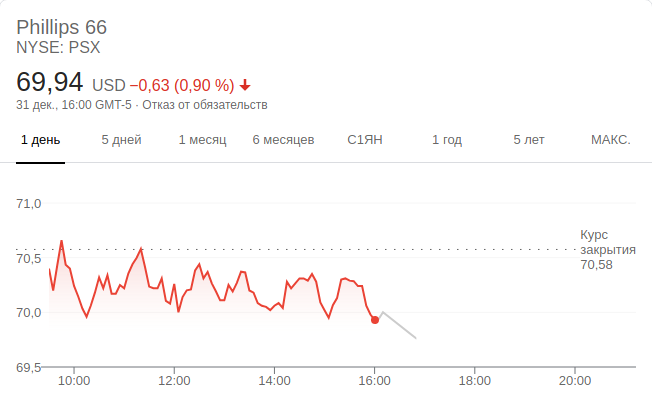 Phillips 66
NYSE: PSX
69,94 USD −0,63 (0,90 %)
31 дек., 16:00 GMT-5 · Отказ от обязательств
1 день 5 дней 1 месяц 6 месяцев С1ЯН 1 год 5 лет МАКС.
71,0
Курс
закрытия
70,58
70,5
70,0
69,5
10:00 12:00 14:00 16:00 18:00 20:00